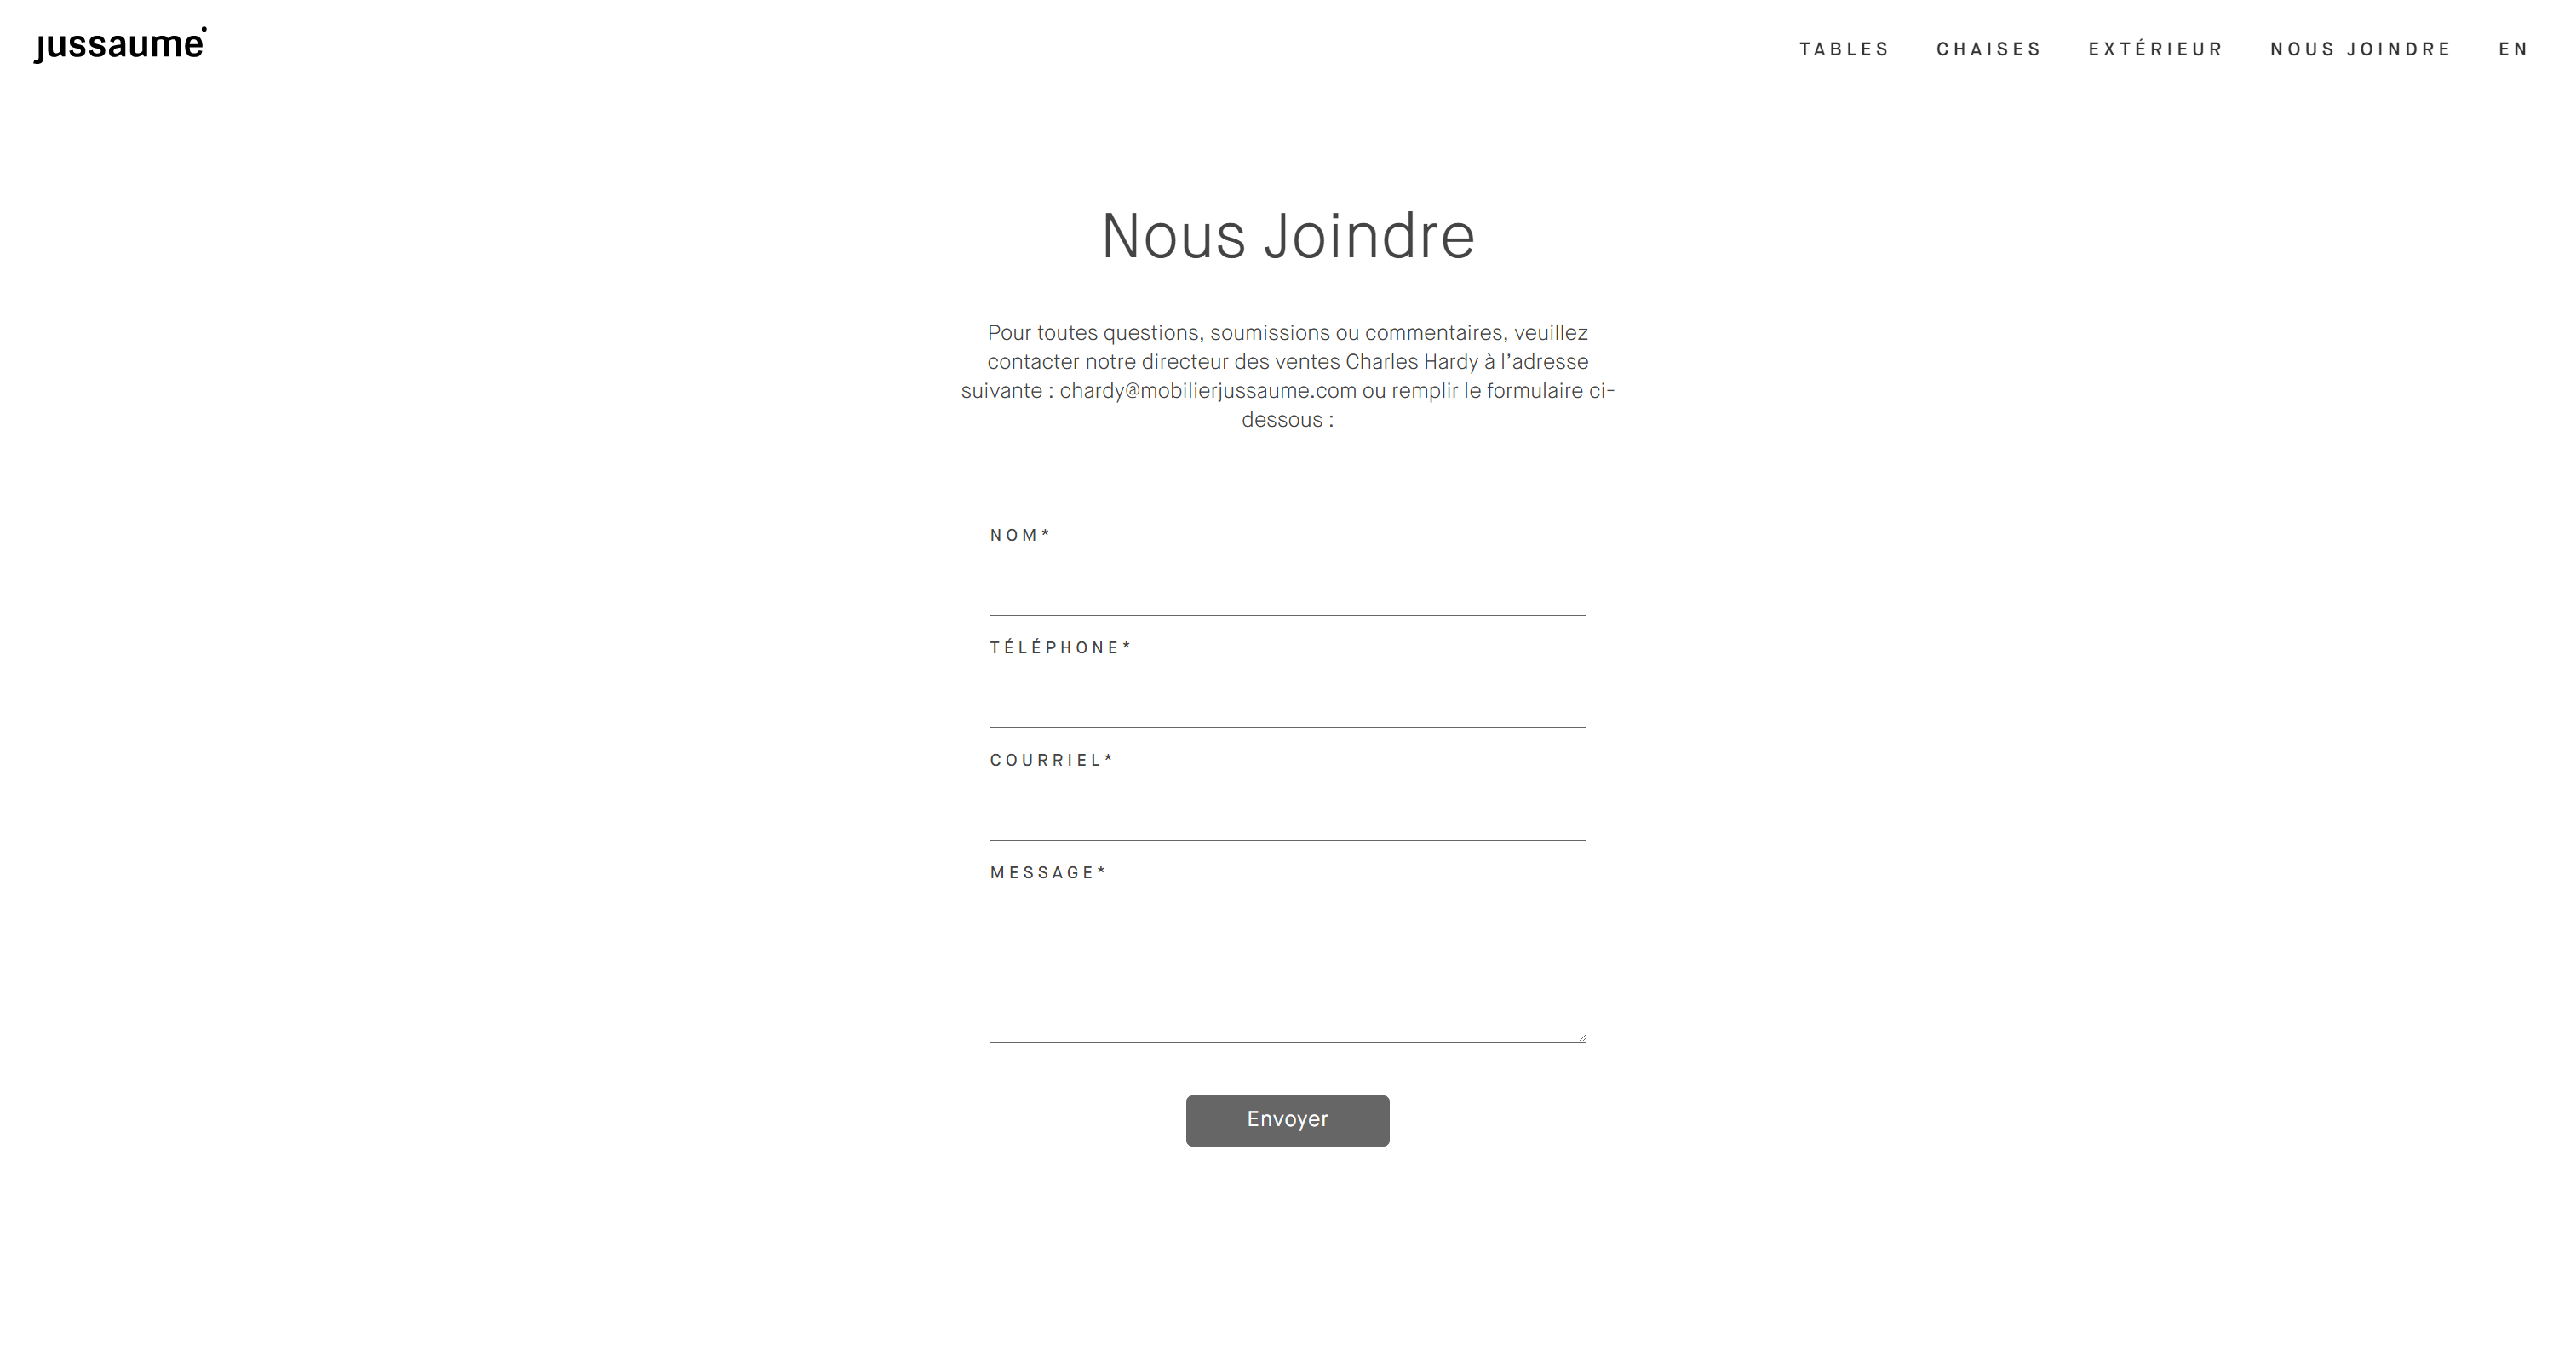 jussaume
TABLES CHAISES EXTÉRIEUR NOUS JOINDRE EN
Nous Joindre
Pour toutes questions, soumissions ou commentaires, veuillez
contacter notre directeur des ventes Charles Hardy à l’adresse
suivante : chardy@mobilierjussaume.com ou remplir le formulaire ci-
dessous :
NOM*
TÉLÉPHONE*
COURRIEL*
MESSAGE*
Envoyer